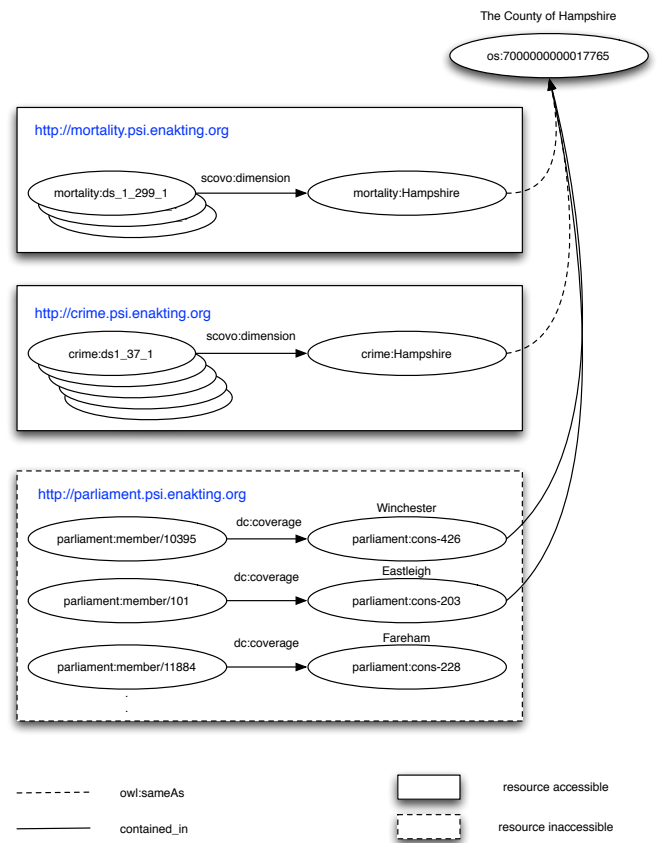 The County of Hampshire
os:7000000000017765
http://mortality.psi.enakting.org
mortality:ds_1_299_1
scovo:dimension
mortality:Hampshire
http://crime.psi.enakting.org
crime:ds1_37_1
scovo:dimension
crime:Hampshire
http://parliament.psi.enakting.org
Winchester
parliament:member/10395
dc:coverage
parliament:cons-426
Eastleigh
parliament:member/101
dc:coverage
parliament:cons-203
Fareham
parliament:member/11884
dc:coverage
parliament:cons-228
owl:sameAs
resource accessible
contained_in
resource inaccessible